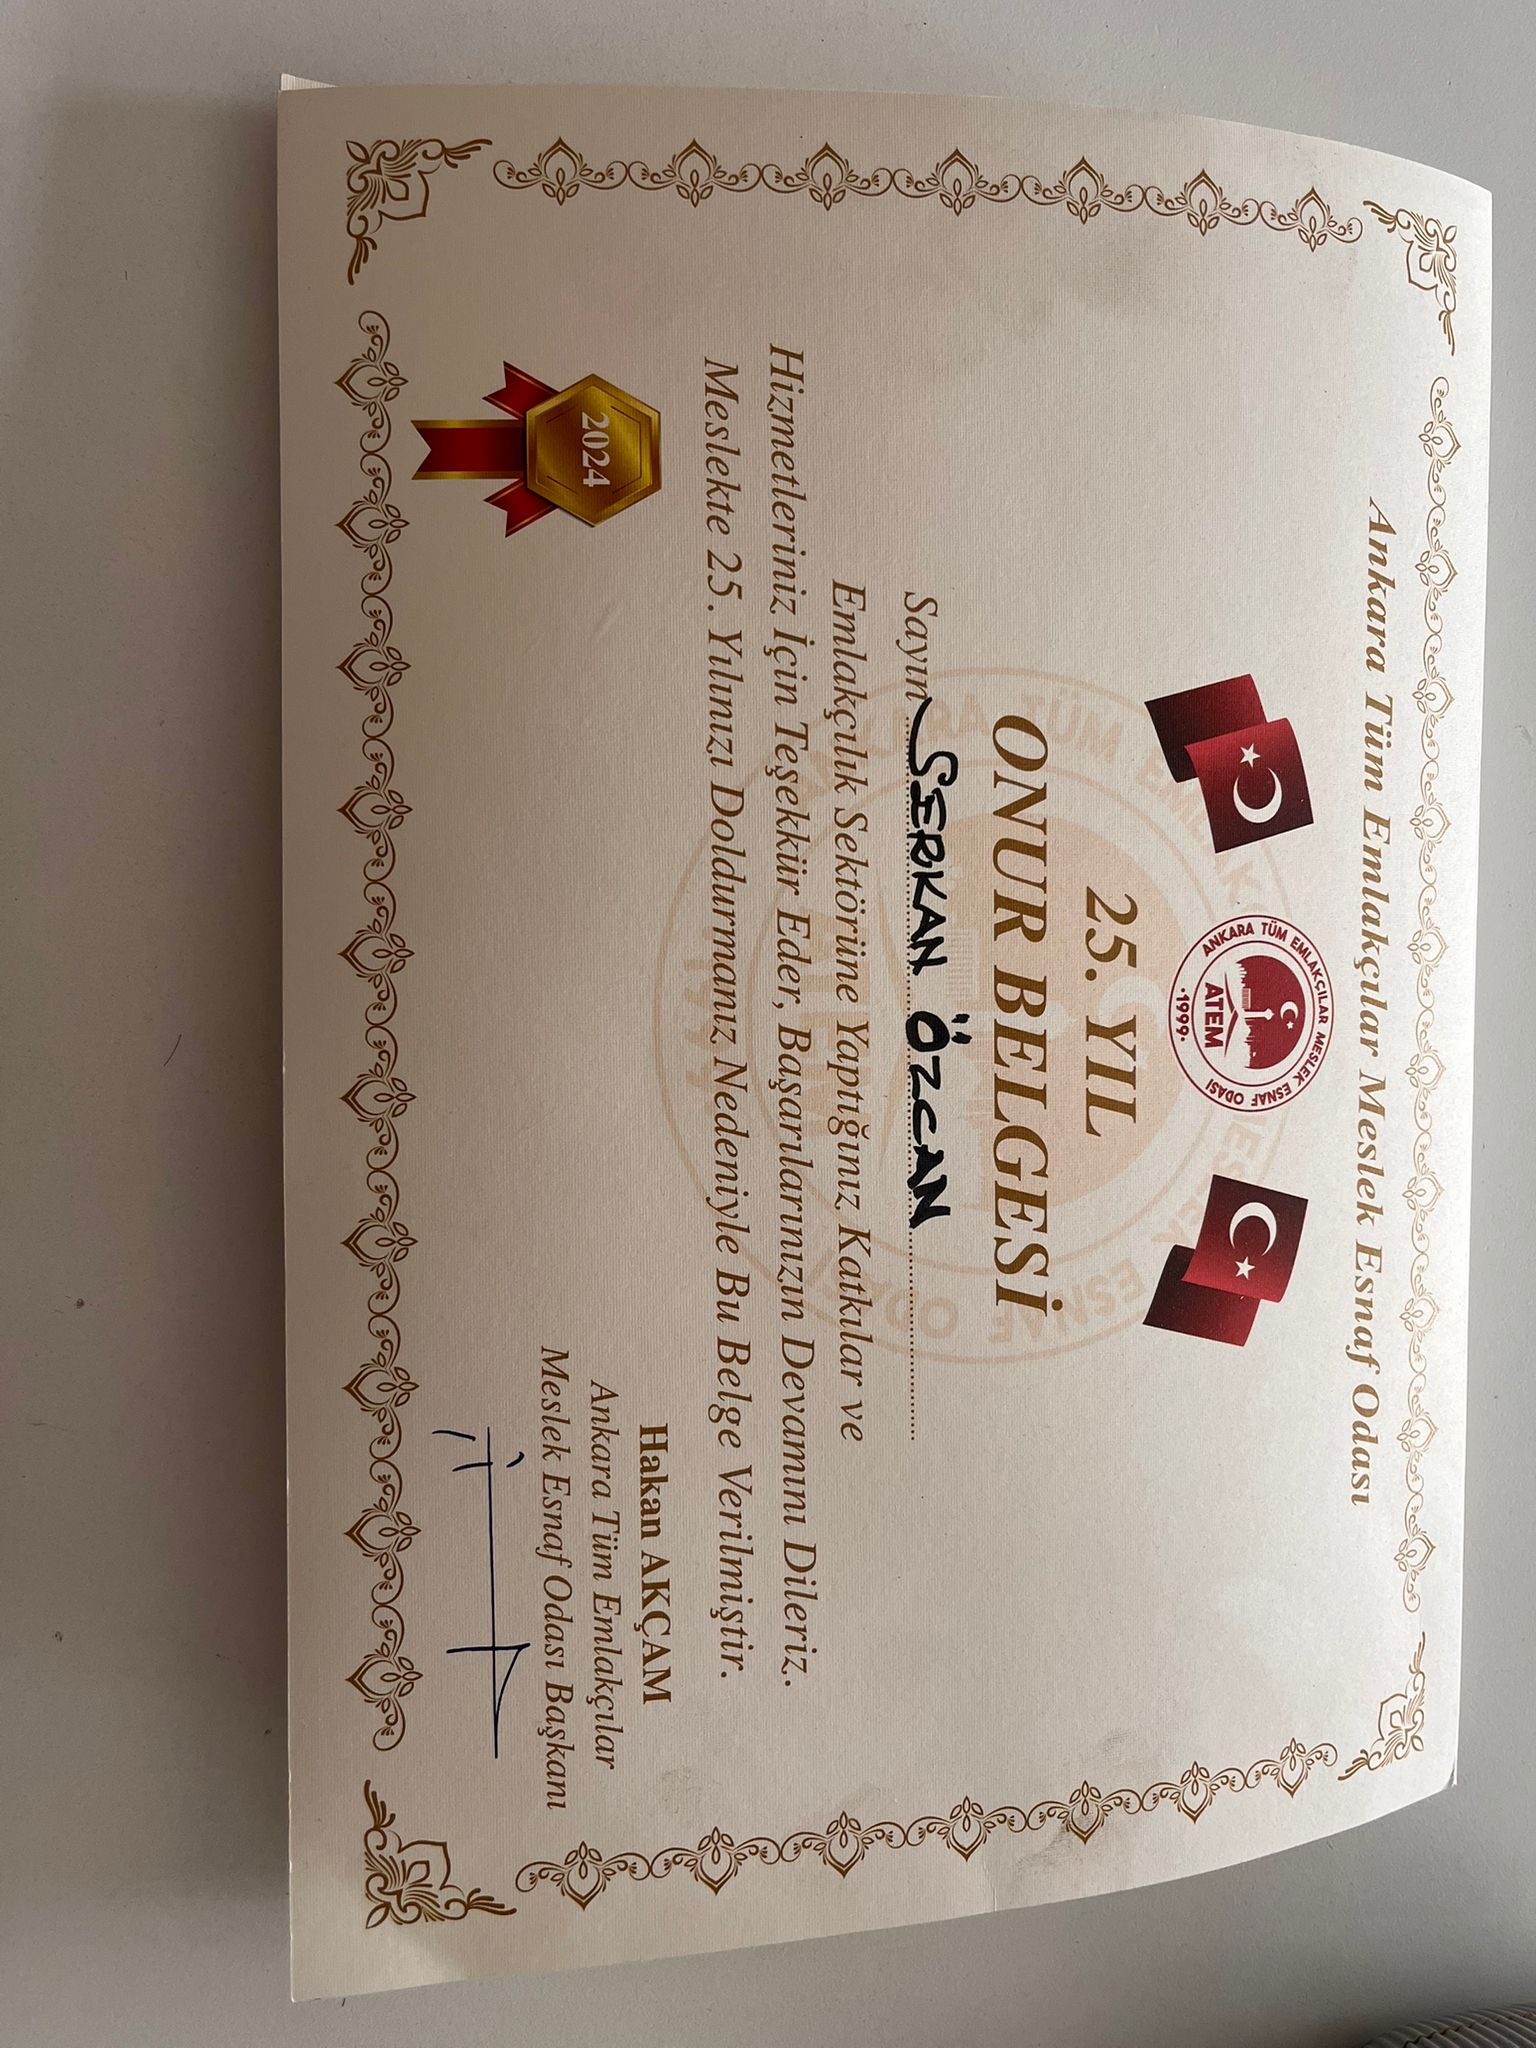 Ankara Tüm Emlakçılar Meslek Esnaf Odası
ANKARA TÜM EMLAKÇILAR MESLEK ESNAF ODASI
ATEM
·1999·
25. YIL
ONUR BELGESİ
Sayın SERKAN ÖZCAN
Emlakçılık Sektörüne Yaptığınız Katkılar ve
Hizmetleriniz İçin Teşekkür Eder, Başarılarınızın Devamını Dileriz.
Meslekte 25. Yılınızı Doldurmanız Nedeniyle Bu Belge Verilmiştir.
2024
Hakan AKÇAM
Ankara Tüm Emlakçılar
Meslek Esnaf Odası Başkanı